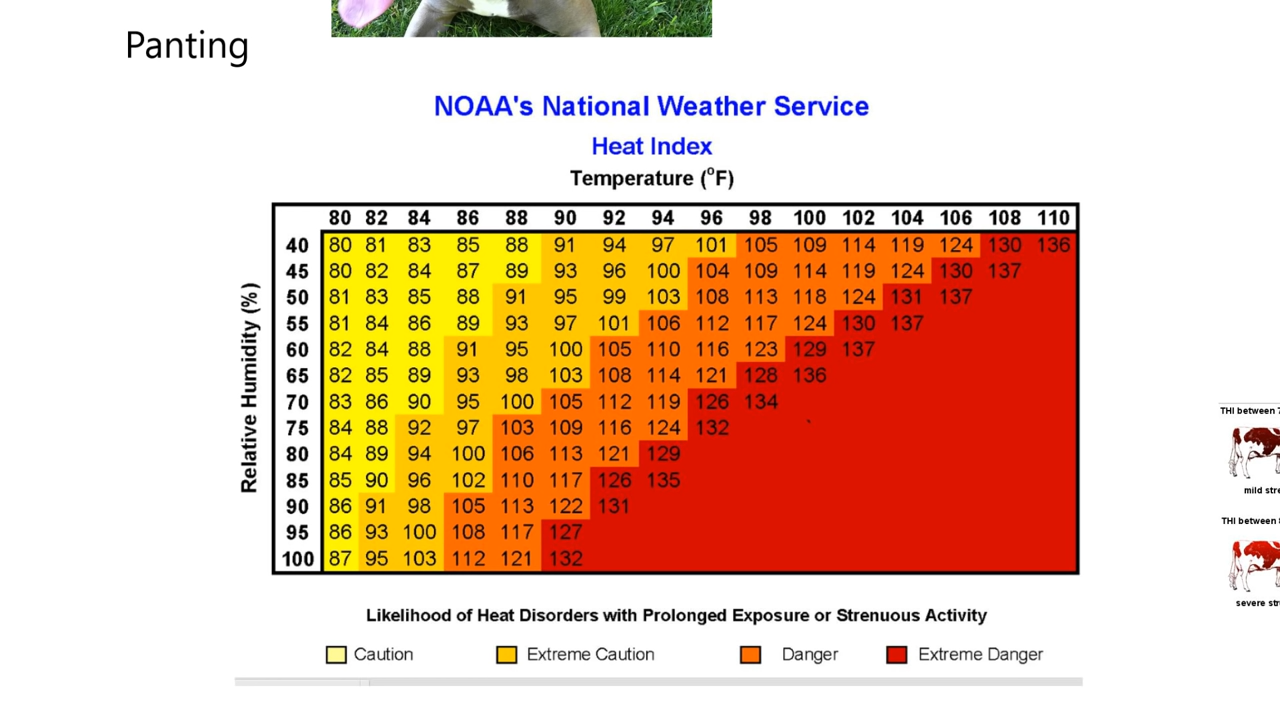 Panting
NOAA's National Weather Service
Heat Index
Temperature (°F)
80 82 84 86 88 90 92 94 96 98 100 102 104 106 108 110
Relative Humidity (%)
40 80 81 83 85 88 91 94 97 101 105 109 114 119 124 130 136
45 80 82 84 87 89 93 96 100 104 109 114 119 124 130 137
50 81 83 85 88 91 95 99 103 108 113 118 124 131 137
55 81 84 86 89 93 97 101 106 112 117 124 130 137
60 82 84 88 91 95 100 105 110 116 123 129 137
65 82 85 89 93 98 103 108 114 121 128 136
70 83 86 90 95 100 105 112 119 126 134
75 84 88 92 97 103 109 116 124 132
80 84 89 94 100 106 113 121 129
85 85 90 96 102 110 117 126 135
90 86 91 98 105 113 122 131
95 86 93 100 108 117 127
100 87 95 103 112 121 132
Likelihood of Heat Disorders with Prolonged Exposure or Strenuous Activity
Caution Extreme Caution Danger Extreme Danger
THI between
mild
THI between
severe